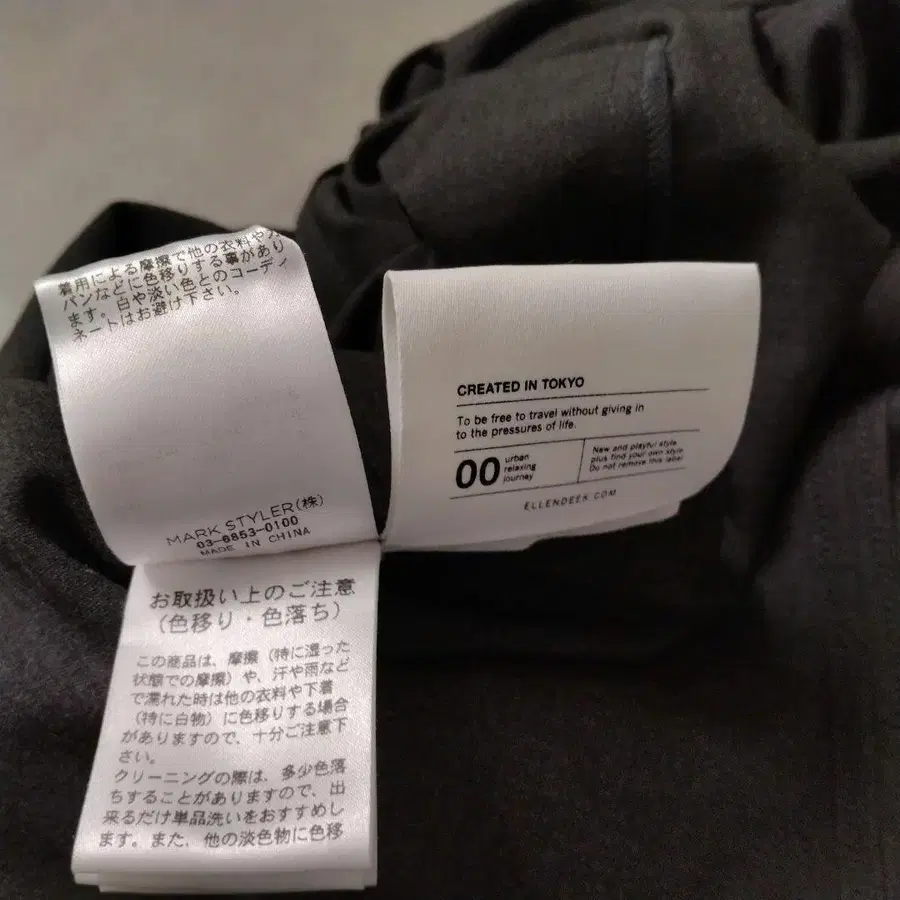 着用による摩擦で他の衣料やカ
バンなどに色移りする事があり
ます。白や淡い色とのコーディ
ネートはお避け下さい。
MARK STYLER(株)
03-6853-0100
MADE IN CHINA
お取扱い上のご注意
(色移り・色落ち)
この商品は、摩擦(特に湿った
状態での摩擦)や、汗や雨など
で濡れた時は他の衣料や下着
(特に白物)に色移りする場合
がありますので、十分ご注意下
さい。
クリーニングの際は、多少色落
ちすることがありますので、出
来るだけ単品洗いをおすすめし
ます。また、他の淡色物に色移
CREATED IN TOKYO
To be free to travel without giving in
to the pressures of life.
00
urban
relaxing
journey
New and playful style
plus find your own style
Do not remove this label
ELLENDEEK.COM